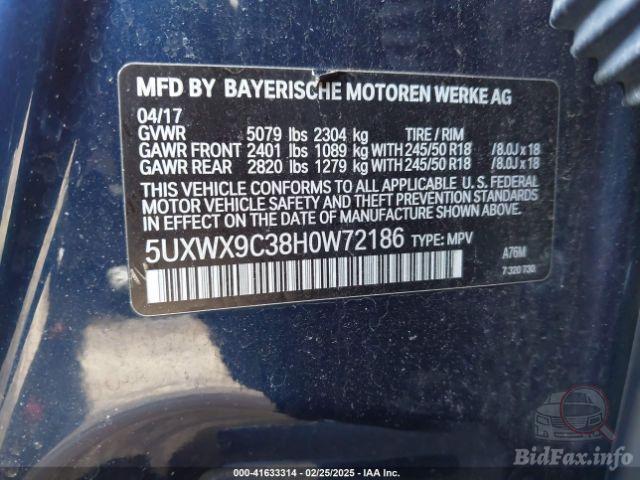 MFD BY BAYERISCHE MOTOREN WERKE AG
04/17
GVWR 5079 lbs 2304 kg TIRE / RIM
GAWR FRONT 2401 lbs 1089 kg WITH 245/50 R18 /8.0J x 18
GAWR REAR 2820 lbs 1279 kg WITH 245/50 R18 /8.0J x 18
THIS VEHICLE CONFORMS TO ALL APPLICABLE U.S. FEDERAL
MOTOR VEHICLE SAFETY AND THEFT PREVENTION STANDARDS
IN EFFECT ON THE DATE OF MANUFACTURE SHOWN ABOVE.
5UXWX9C38H0W72186 TYPE: MPV
A76M
7 320 730
000-41633314 - 02/25/2025 - IAA Inc.
BidFax.info